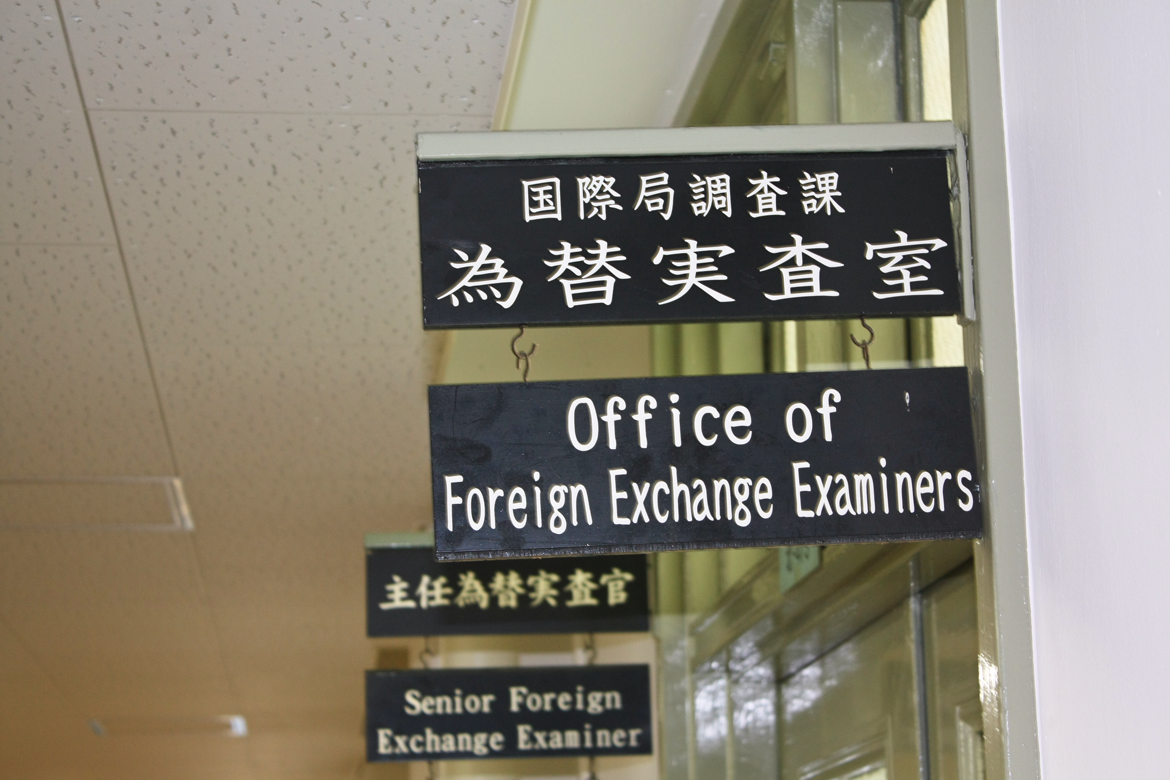 国際局調査課
為替実査室
Office of
Foreign Exchange Examiners
主任為替実査官
Senior Foreign
Exchange Examiner